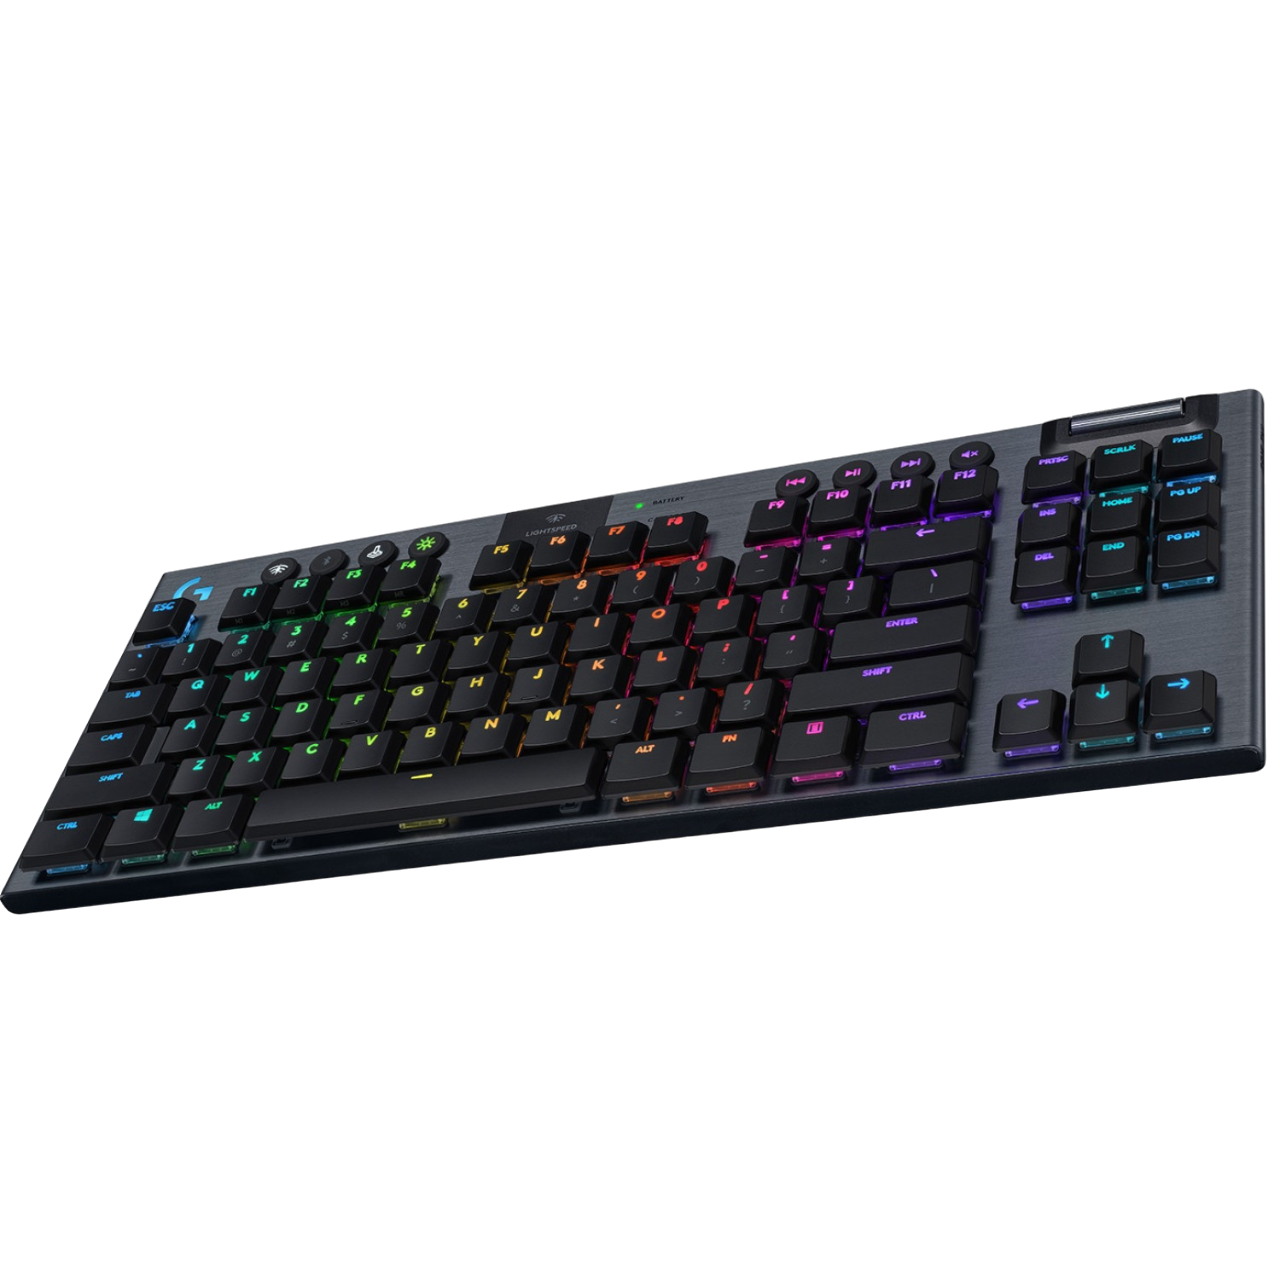 G
LIGHTSPEED
BATTERY
ESC F1 F2 F3 F4 F5 F6 F7 F8 F9 F10 F11 F12 PRTSC SCRLK PAUSE
1 2 3 4 5 6 7 8 9 0 - = INS HOME PG UP
! @ # $ % & * ( ) _ +
TAB Q W E R T Y U I O P [ ] \ DEL END PG DN
CAPS A S D F G H J K L ; ' ENTER
SHIFT Z X C V B N M , . / SHIFT ↑
?
CTRL ALT ALT FN CTRL ← ↓ →